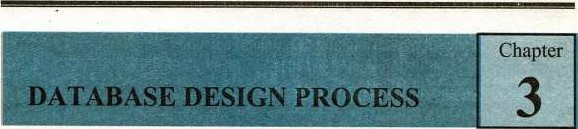 Chapter
DATABASE DESIGN PROCESS
3